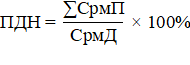 ПДН = ∑СрмП / СрмД × 100%